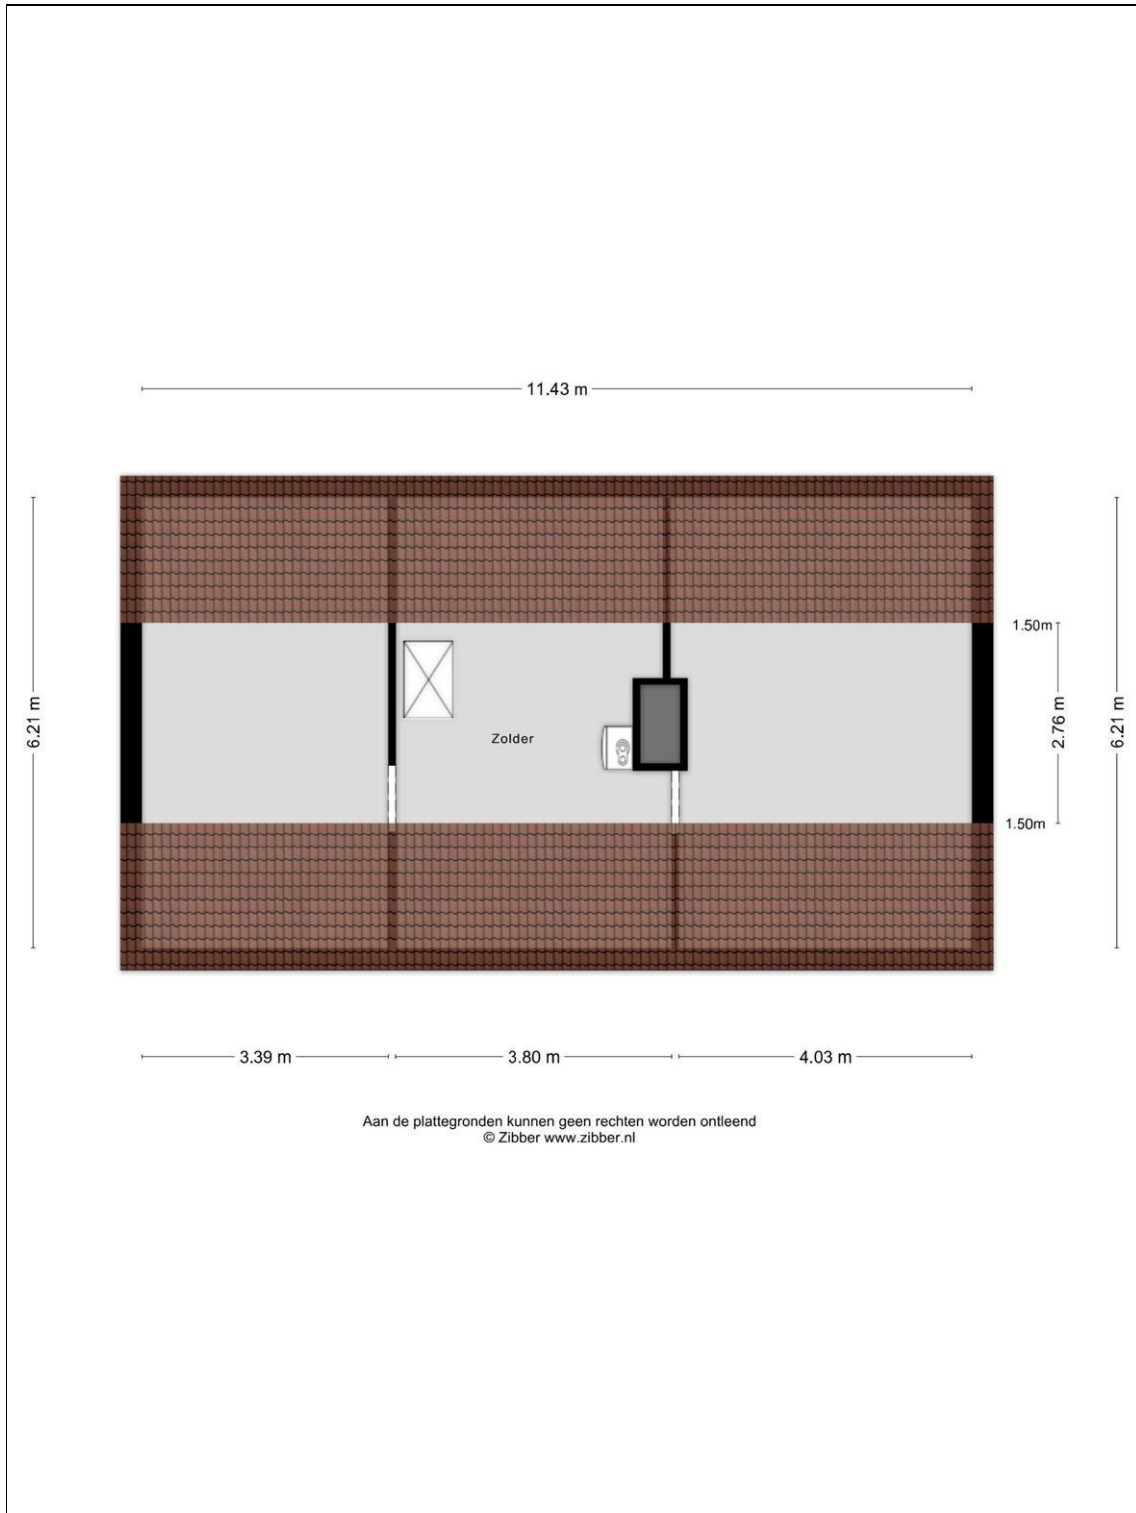 11.43 m
1.50m
6.21 m
2.76 m
6.21 m
Zolder
1.50m
3.39 m
3.80 m
4.03 m
Aan de plattegronden kunnen geen rechten worden ontleend
© Zibber www.zibber.nl